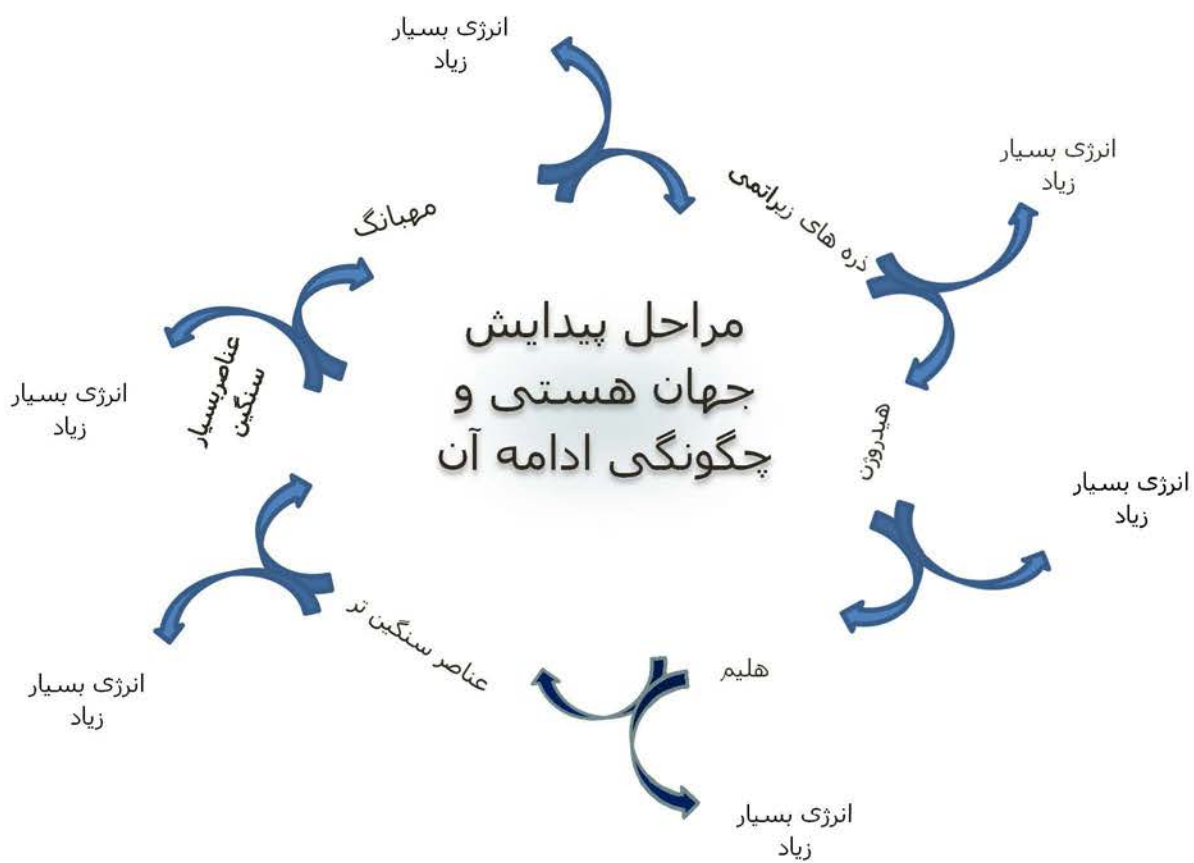 انرژی بسیار
زیاد
ذره های زیراتمی
انرژی بسیار
زیاد
هیدروژن
انرژی بسیار
زیاد
هلیم
انرژی بسیار
زیاد
عناصر سنگین تر
انرژی بسیار
زیاد
عناصربسیار
سنگین
انرژی بسیار
زیاد
مهبانگ
مراحل پیدایش
جهان هستی و
چگونگی ادامه آن